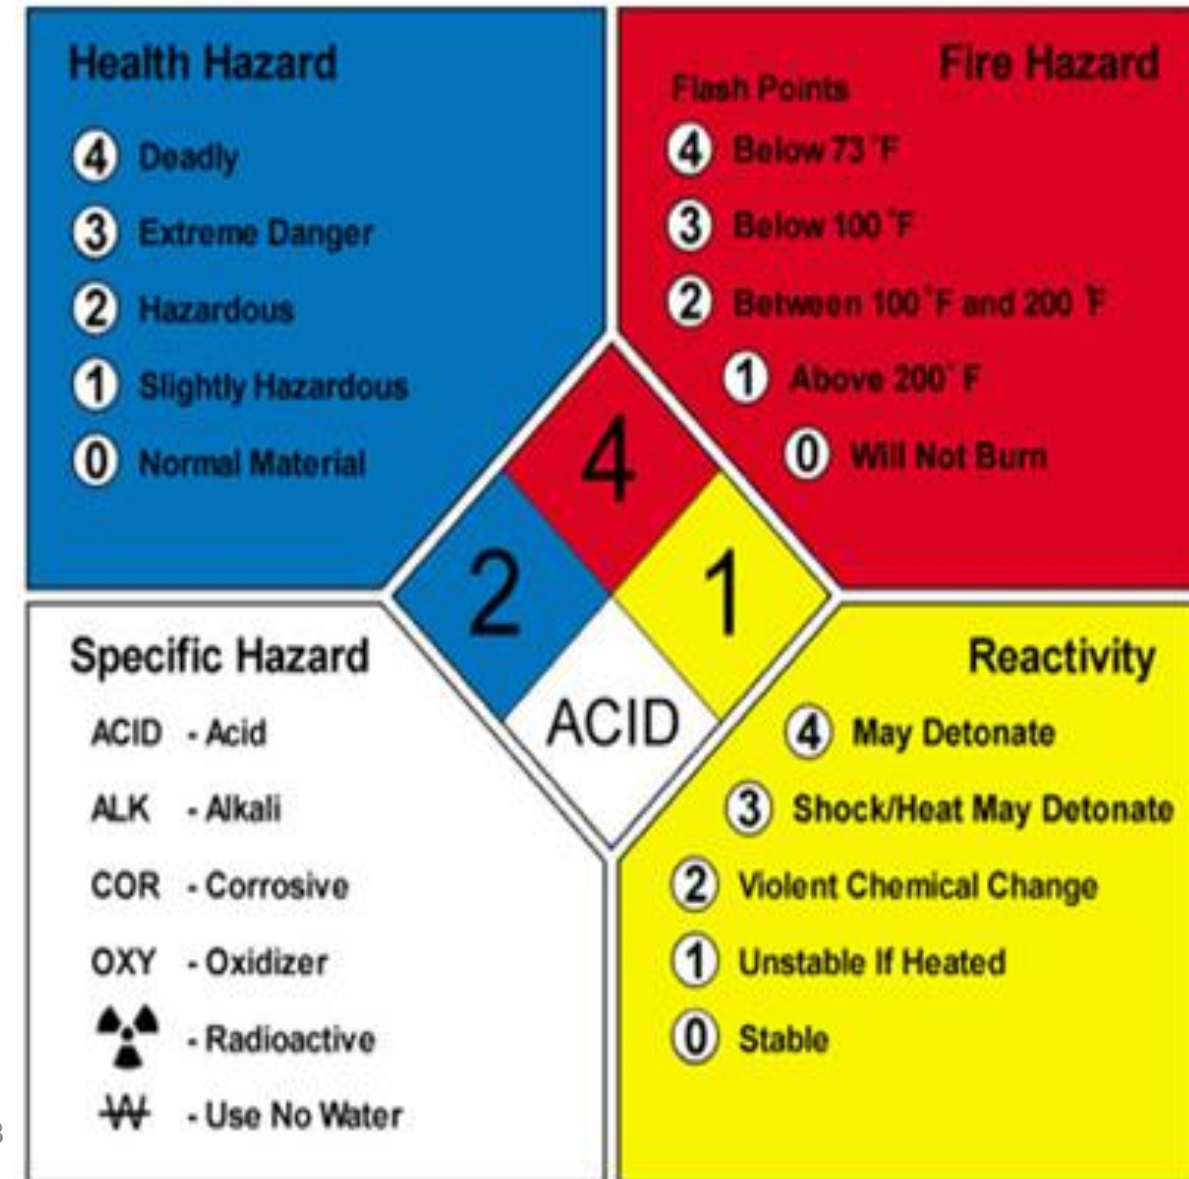 Health Hazard
4 Deadly
3 Extreme Danger
2 Hazardous
1 Slightly Hazardous
0 Normal Material
Fire Hazard
Flash Points
4 Below 73 °F
3 Below 100 °F
2 Between 100 °F and 200 °F
1 Above 200° F
0 Will Not Burn
4
2
1
ACID
Specific Hazard
ACID - Acid
ALK - Alkali
COR - Corrosive
OXY - Oxidizer
- Radioactive
W - Use No Water
Reactivity
4 May Detonate
3 Shock/Heat May Detonate
2 Violent Chemical Change
1 Unstable If Heated
0 Stable